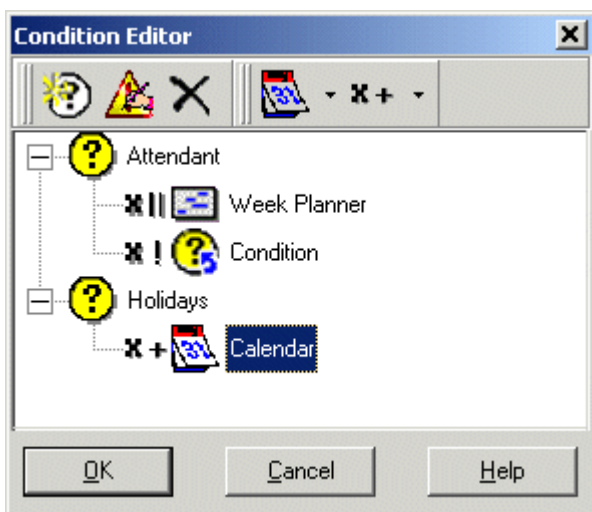 Condition Editor
Attendant
Week Planner
Condition
Holidays
Calendar
OK
Cancel
Help